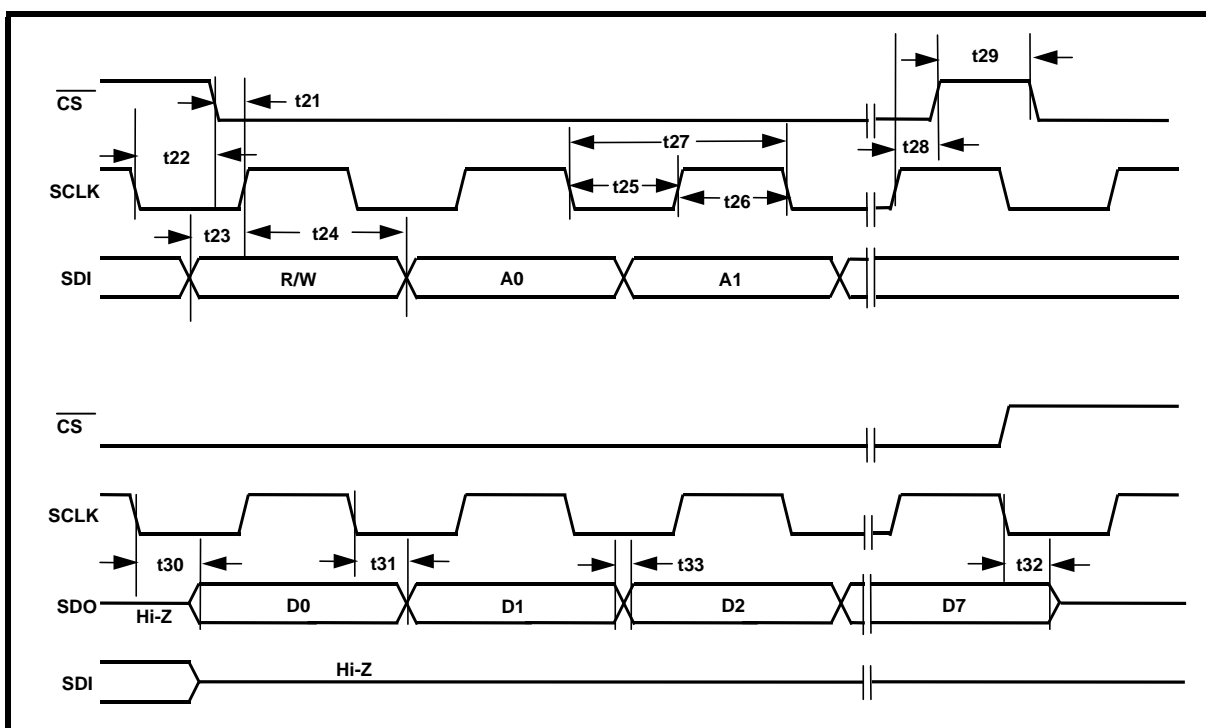 t29
CS
t21
t27
t22
t28
SCLK
t25
t26
t23
t24
SDI
R/W
A0
A1
CS
SCLK
t30
t31
t33
t32
SDO
Hi-Z
D0
D1
D2
D7
SDI
Hi-Z